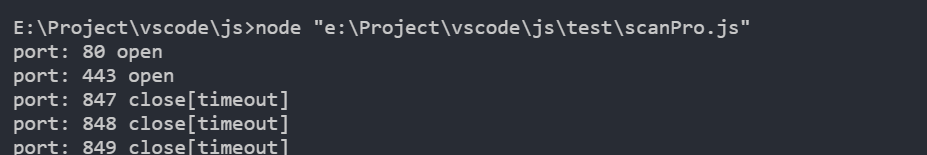 E:\Project\vscode\js>node "e:\Project\vscode\js\test\scanPro.js"
port: 80 open
port: 443 open
port: 847 close[timeout]
port: 848 close[timeout]
port: 849 close[timeout]